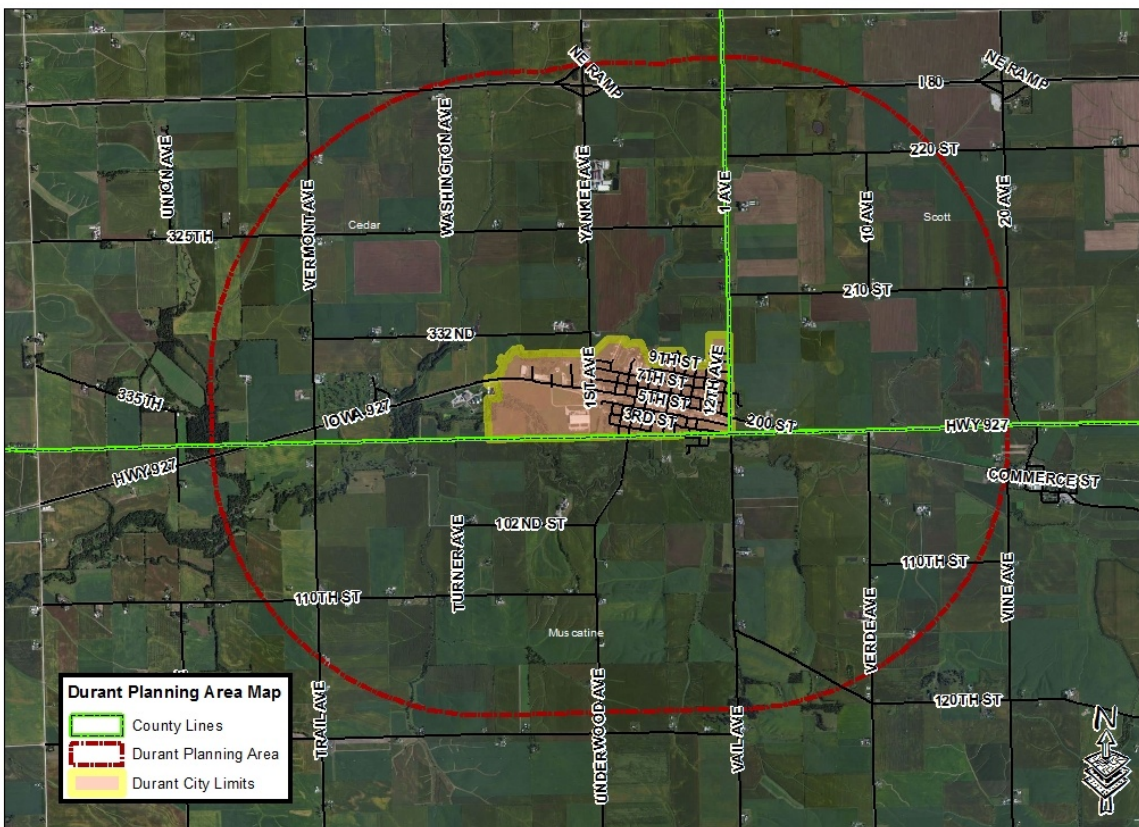 NE RAMP
NE RAMP
I 80
UNION AVE
WASHINGTON AVE
YANKEE AVE
1 AVE
220 ST
10 AVE
20 AVE
VERMONT AVE
Cedar
Scott
325TH
210 ST
332ND
9TH ST
7TH ST
5TH ST
3RD ST
1ST AVE
12TH AVE
335TH
IOWA 927
200 ST
HWY 927
HWY 927
COMMERCE ST
102ND ST
TURNER AVE
110TH ST
110TH ST
VINE AVE
VERDE AVE
Muscatine
UNDERWOOD AVE
TRAIL AVE
VAIL AVE
120TH ST
Durant Planning Area Map
County Lines
Durant Planning Area
Durant City Limits
N